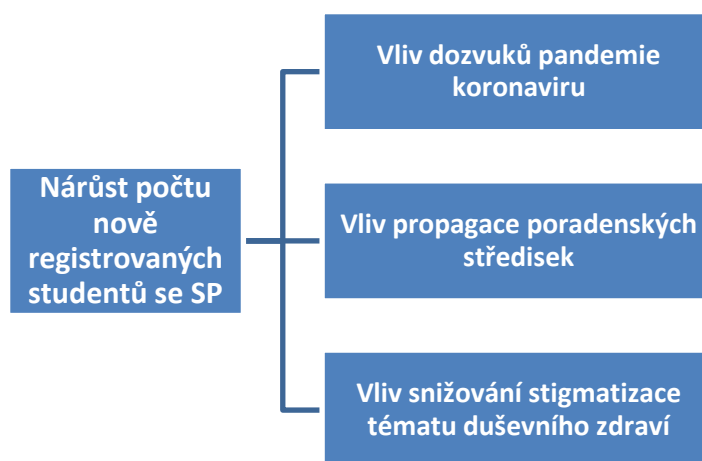 Nárůst počtu
nově
registrovaných
studentů se SP
Vliv dozvuků pandemie
koronaviru
Vliv propagace poradenských
středisek
Vliv snižování stigmatizace
tématu duševního zdraví